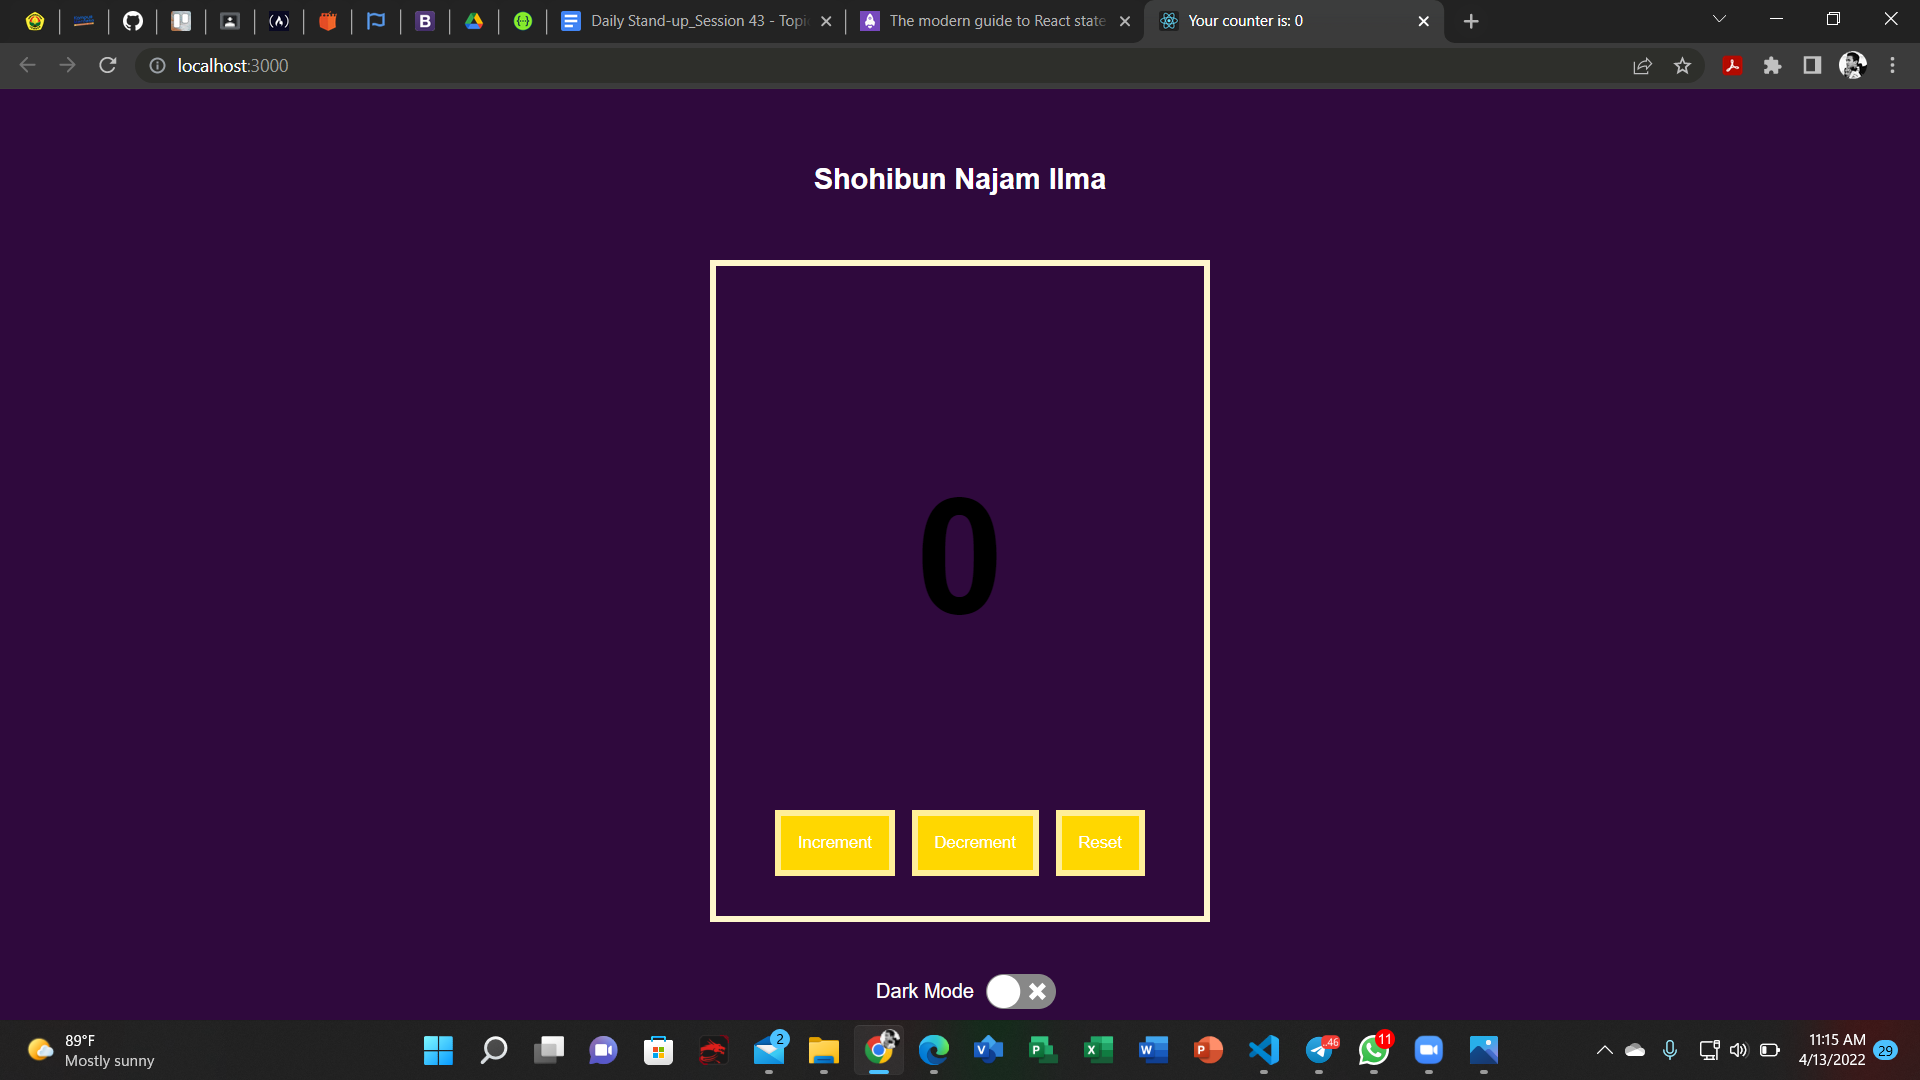 Daily Stand-up_Session 43 - Topi
The modern guide to React state
Your counter is: 0
localhost:3000
Shohibun Najam Ilma
0
Increment Decrement Reset
Dark Mode
89°F
Mostly sunny
2
.46
11
11:15 AM
4/13/2022
29